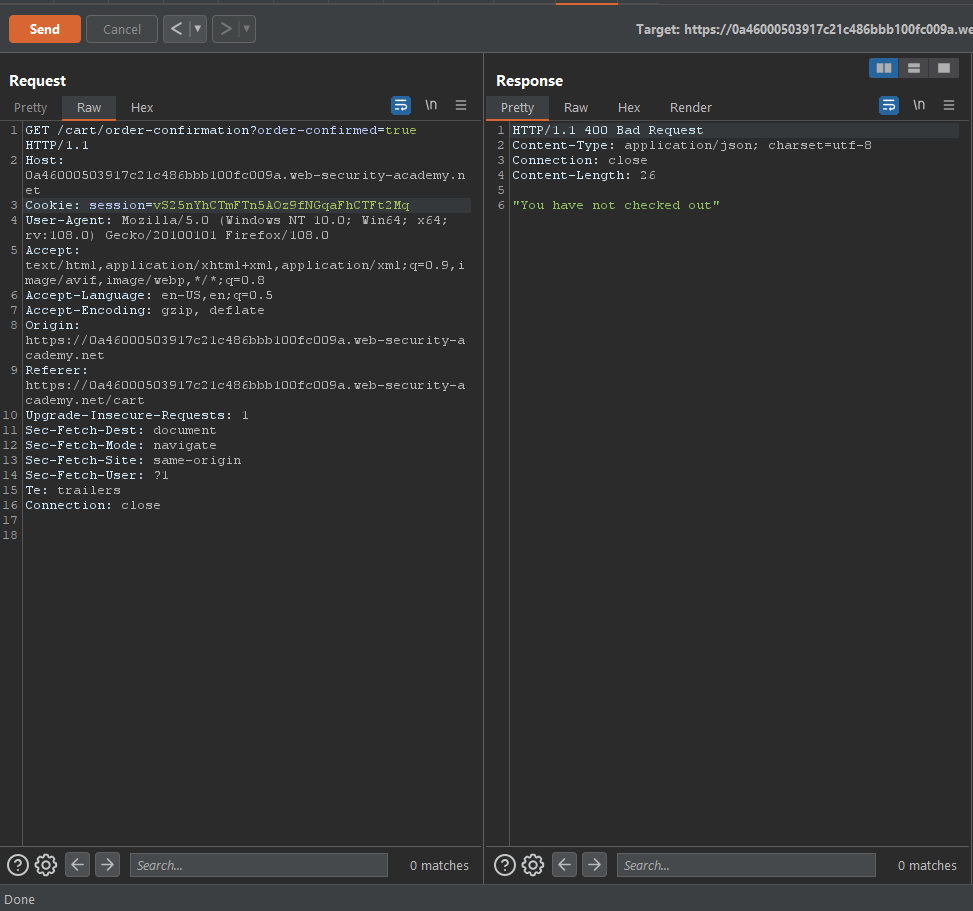 Send Cancel < ▼ > ▼ Target: https://0a46000503917c21c486bbb100fc009a.we
Request
Pretty Raw Hex \n
1 GET /cart/order-confirmation?order-confirmed=true
HTTP/1.1
2 Host:
0a46000503917c21c486bbb100fc009a.web-security-academy.n
et
3 Cookie: session=vS25nYhCTmFTn5AOz9fNGqaFhCTFt2Mq
4 User-Agent: Mozilla/5.0 (Windows NT 10.0; Win64; x64;
rv:108.0) Gecko/20100101 Firefox/108.0
5 Accept:
text/html,application/xhtml+xml,application/xml;q=0.9,i
mage/avif,image/webp,*/*;q=0.8
6 Accept-Language: en-US,en;q=0.5
7 Accept-Encoding: gzip, deflate
8 Origin:
https://0a46000503917c21c486bbb100fc009a.web-security-a
cademy.net
9 Referer:
https://0a46000503917c21c486bbb100fc009a.web-security-a
cademy.net/cart
10 Upgrade-Insecure-Requests: 1
11 Sec-Fetch-Dest: document
12 Sec-Fetch-Mode: navigate
13 Sec-Fetch-Site: same-origin
14 Sec-Fetch-User: ?1
15 Te: trailers
16 Connection: close
17
18
Search... 0 matches
Response
Pretty Raw Hex Render \n
1 HTTP/1.1 400 Bad Request
2 Content-Type: application/json; charset=utf-8
3 Connection: close
4 Content-Length: 26
5
6 "You have not checked out"
Search... 0 matches
Done